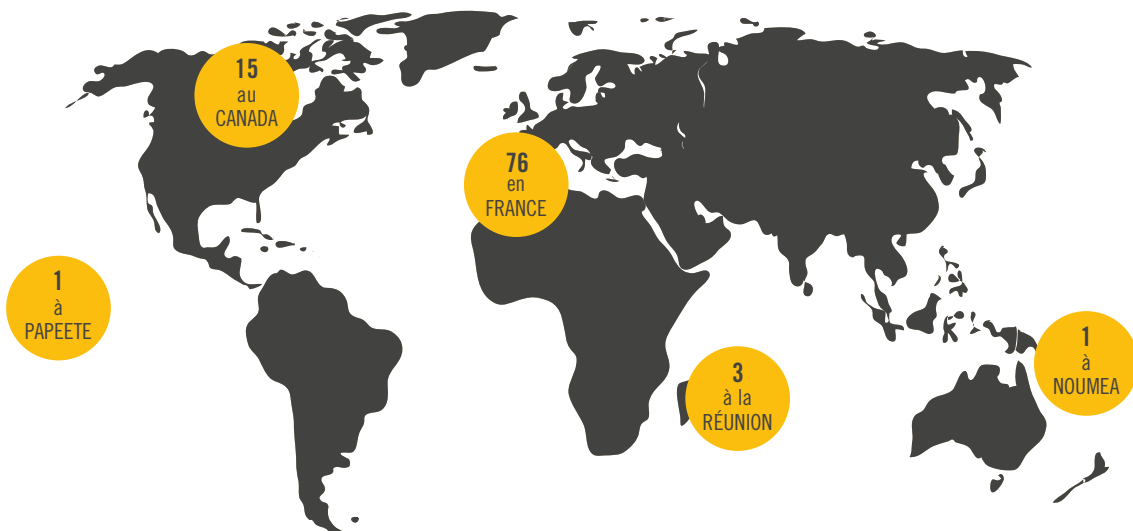 15
au
CANADA
76
en
FRANCE
1
à
PAPEETE
3
à la
RÉUNION
1
à
NOUMEA